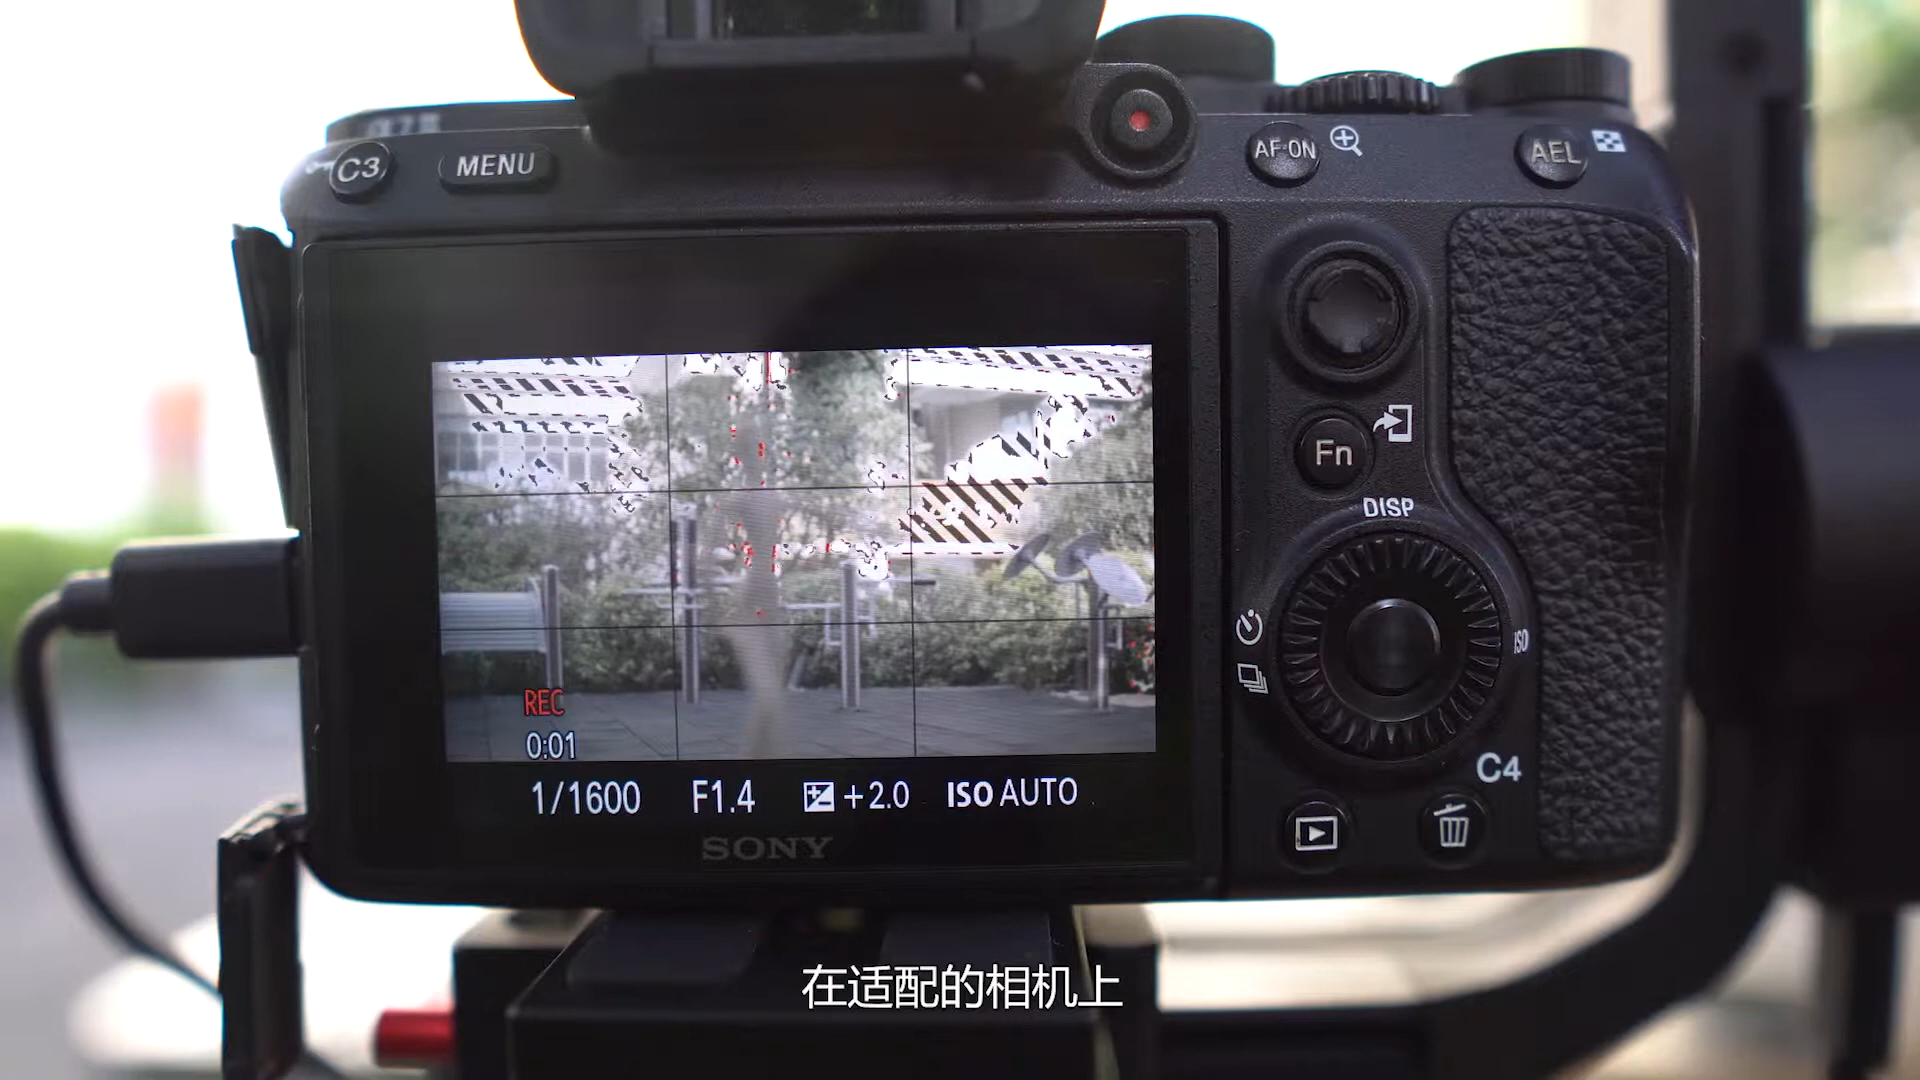 C3
MENU
AF-ON
AEL
Fn
DISP
ISO
C4
REC
0:01
1/1600 F1.4 +2.0 ISO AUTO
SONY
在适配的相机上